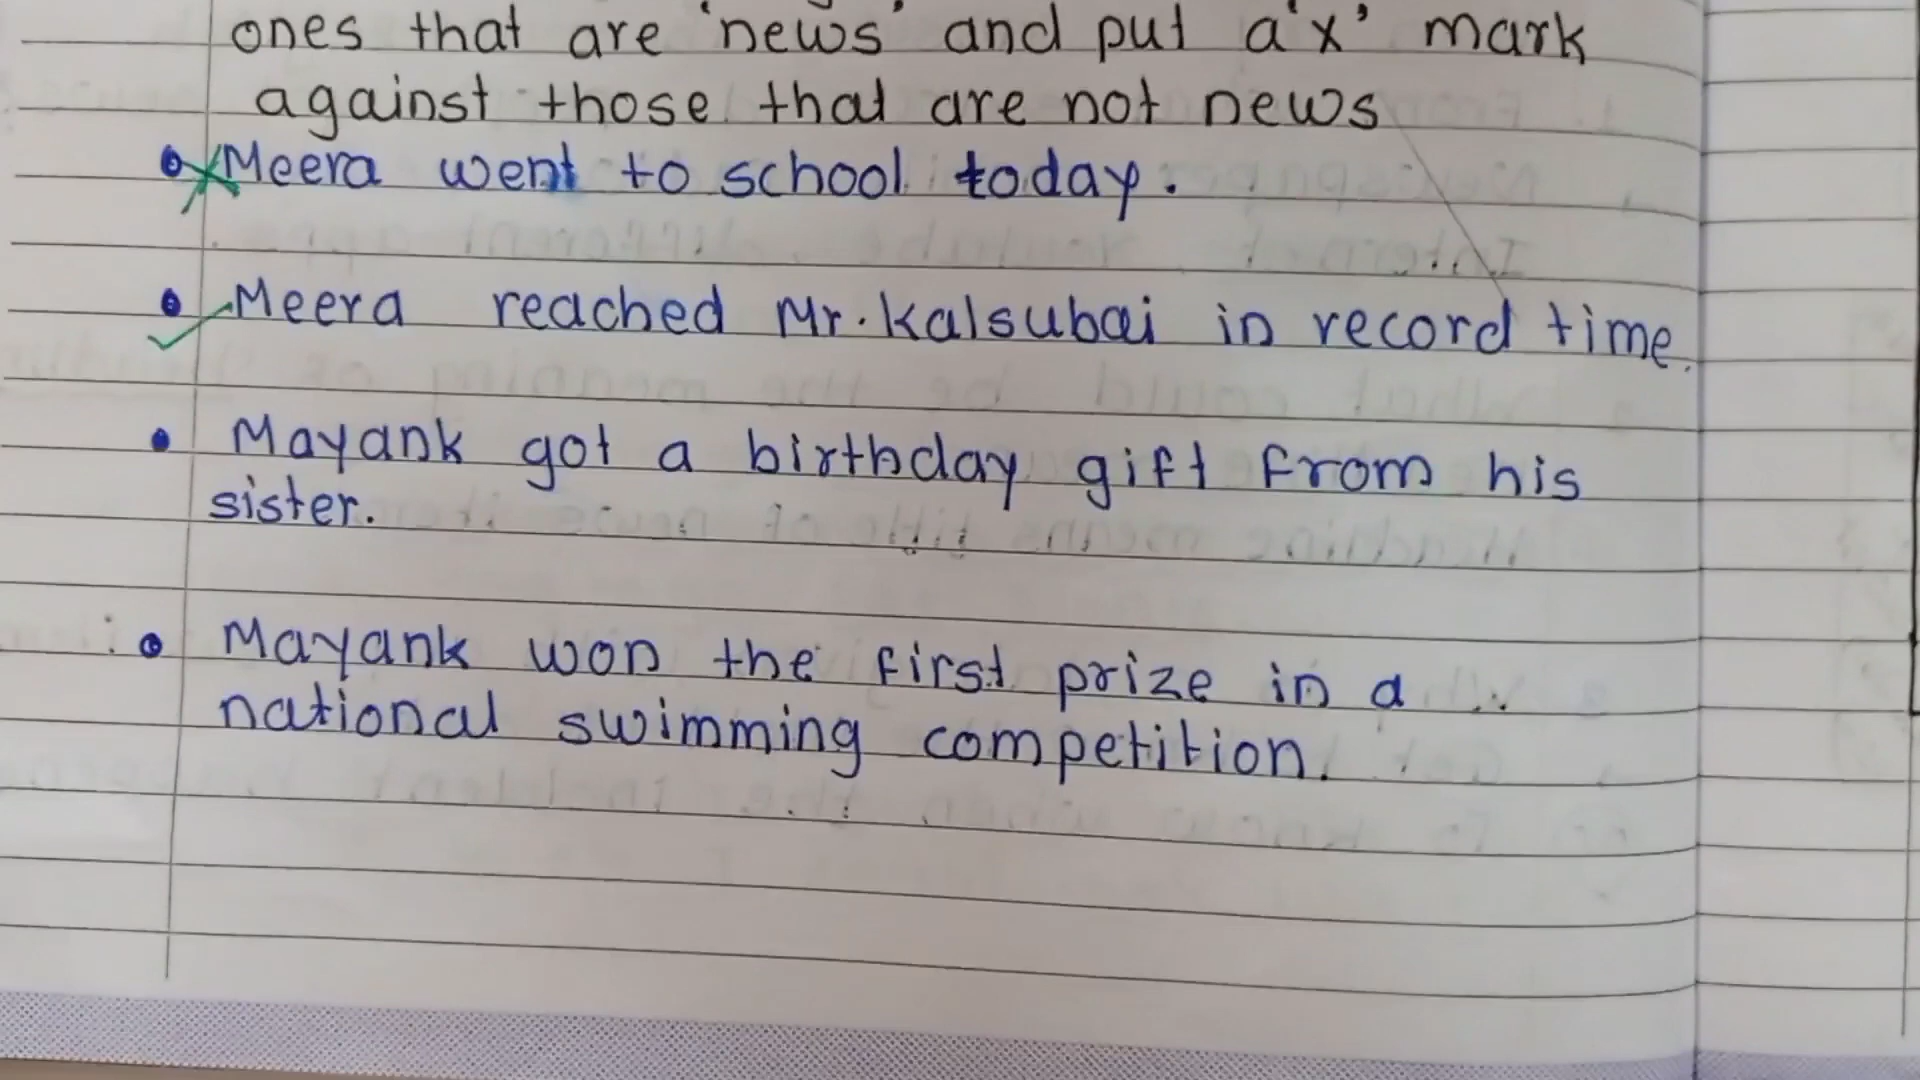 ones that are 'news' and put a 'x' mark
against those that are not news
Meera went to school today.
Meera reached Mr. Kalsubai in record time.
Mayank got a birthday gift from his
sister.
Mayank won the first prize in a
national swimming competition.